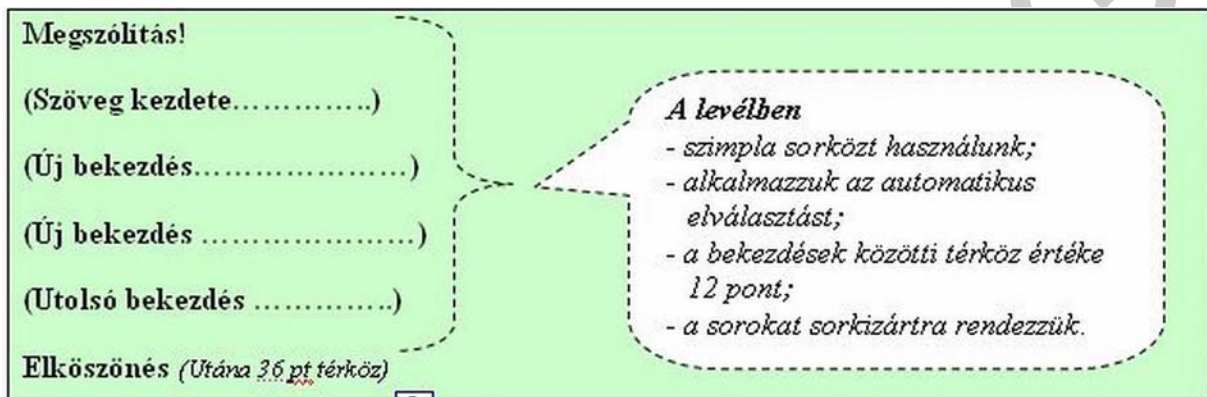 Megszólítás!
(Szöveg kezdete…………..)
(Új bekezdés…………………)
(Új bekezdés …………………)
(Utolsó bekezdés …………..)
Elköszönés (Utána 36 pt térköz)
A levélben
- szimpla sorközt használunk;
- alkalmazzuk az automatikus
elválasztást;
- a bekezdések közötti térköz értéke
12 pont;
- a sorokat sorkizártra rendezzük.